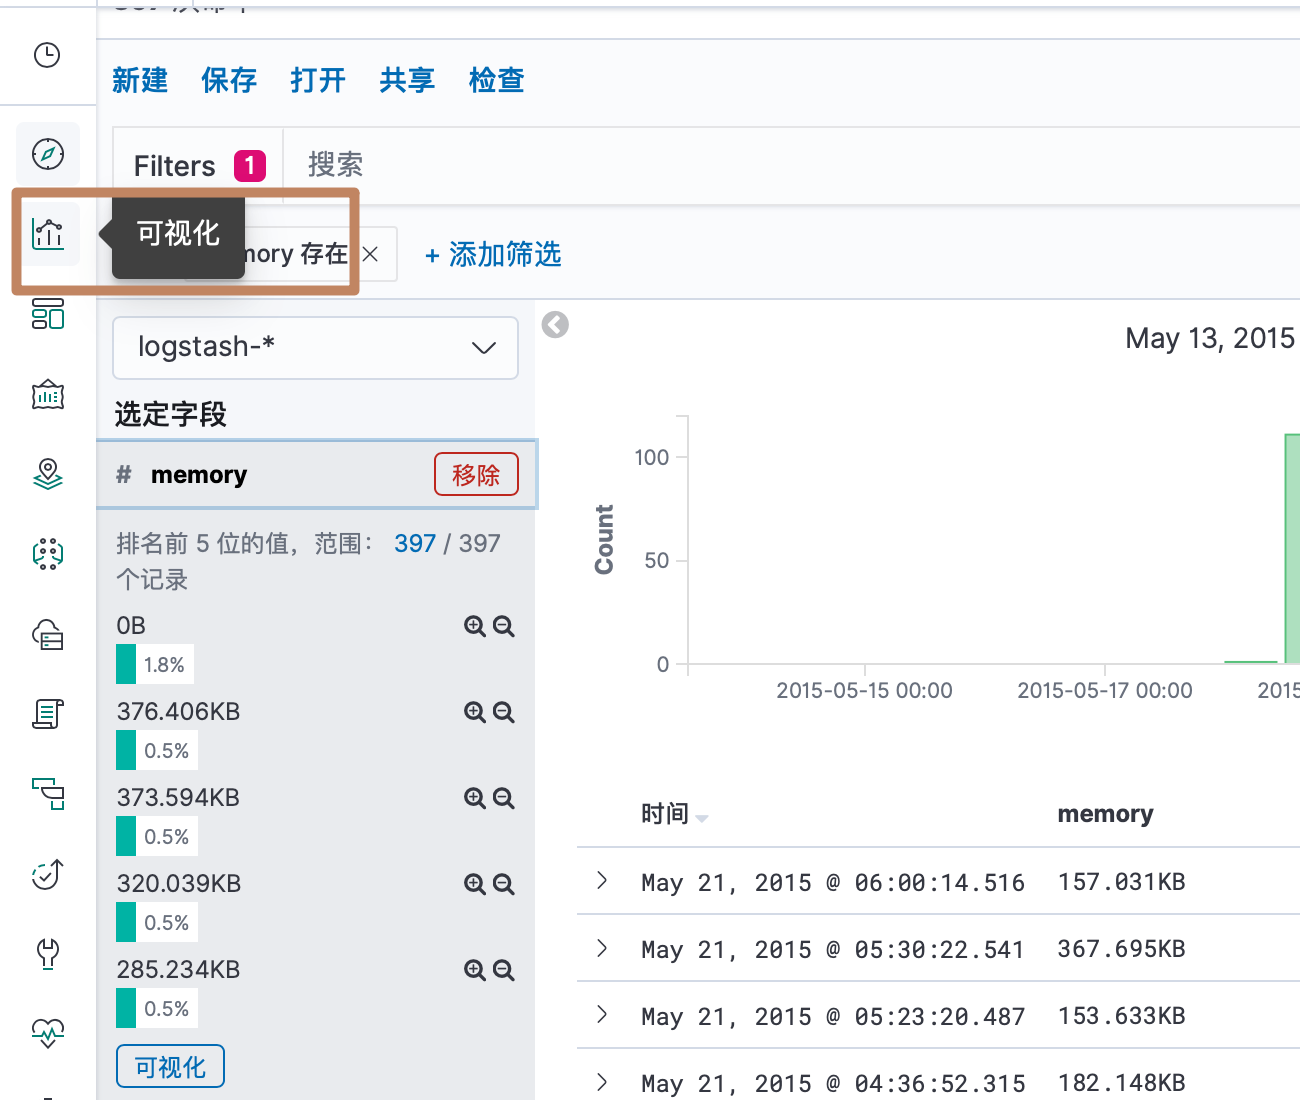 新建 保存 打开 共享 检查
Filters 1 搜索
可视化
mory 存在 × + 添加筛选
logstash-*
May 13, 2015
选定字段
# memory 移除
排名前 5 位的值，范围： 397 / 397
个记录
0B
1.8%
376.406KB
0.5%
373.594KB
0.5%
320.039KB
0.5%
285.234KB
0.5%
可视化
Count
100
50
0
2015-05-15 00:00 2015-05-17 00:00 2015
时间 memory
May 21, 2015 @ 06:00:14.516 157.031KB
May 21, 2015 @ 05:30:22.541 367.695KB
May 21, 2015 @ 05:23:20.487 153.633KB
May 21, 2015 @ 04:36:52.315 182.148KB